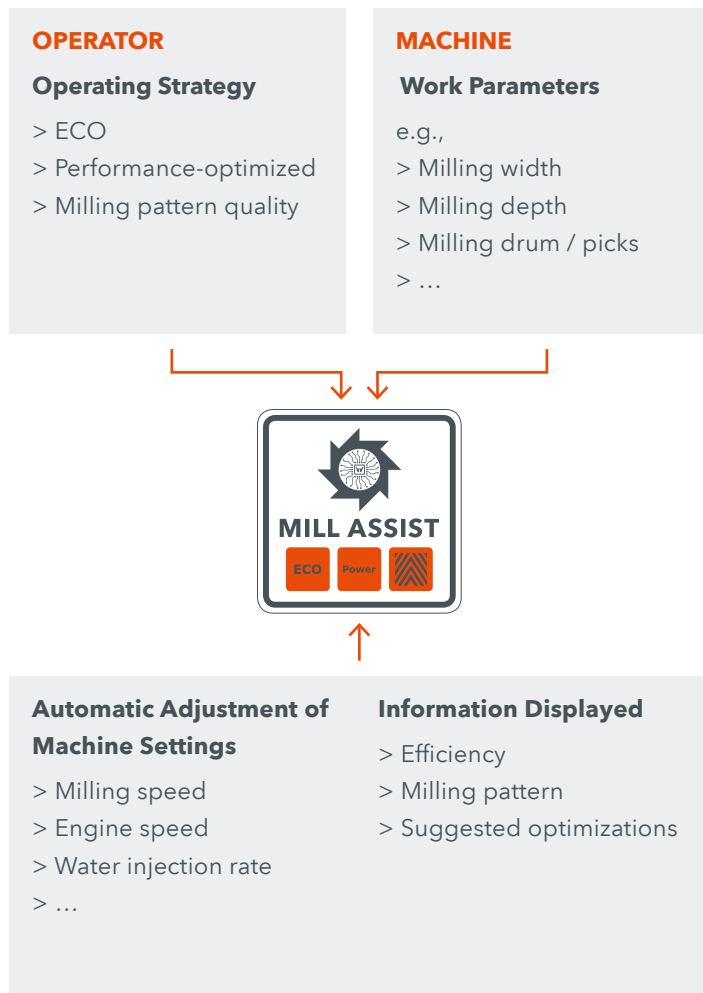 OPERATOR
Operating Strategy
> ECO
> Performance-optimized
> Milling pattern quality
MACHINE
Work Parameters
e.g.,
> Milling width
> Milling depth
> Milling drum / picks
> …
W
MILL ASSIST
ECO
Power
Automatic Adjustment of
Machine Settings
> Milling speed
> Engine speed
> Water injection rate
> …
Information Displayed
> Efficiency
> Milling pattern
> Suggested optimizations